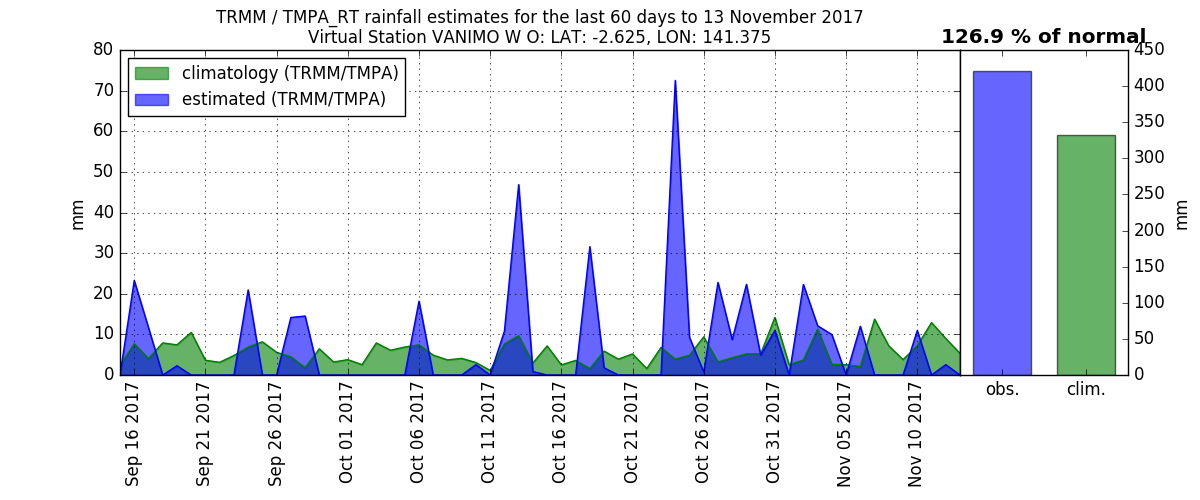 TRMM / TMPA_RT rainfall estimates for the last 60 days to 13 November 2017
Virtual Station VANIMO W O: LAT: -2.625, LON: 141.375
126.9 % of normal
climatology (TRMM/TMPA)
estimated (TRMM/TMPA)
80
70
60
50
40
30
20
10
0
mm
Sep 16 2017
Sep 21 2017
Sep 26 2017
Oct 01 2017
Oct 06 2017
Oct 11 2017
Oct 16 2017
Oct 21 2017
Oct 26 2017
Oct 31 2017
Nov 05 2017
Nov 10 2017
obs.
clim.
450
400
350
300
250
200
150
100
50
0
mm